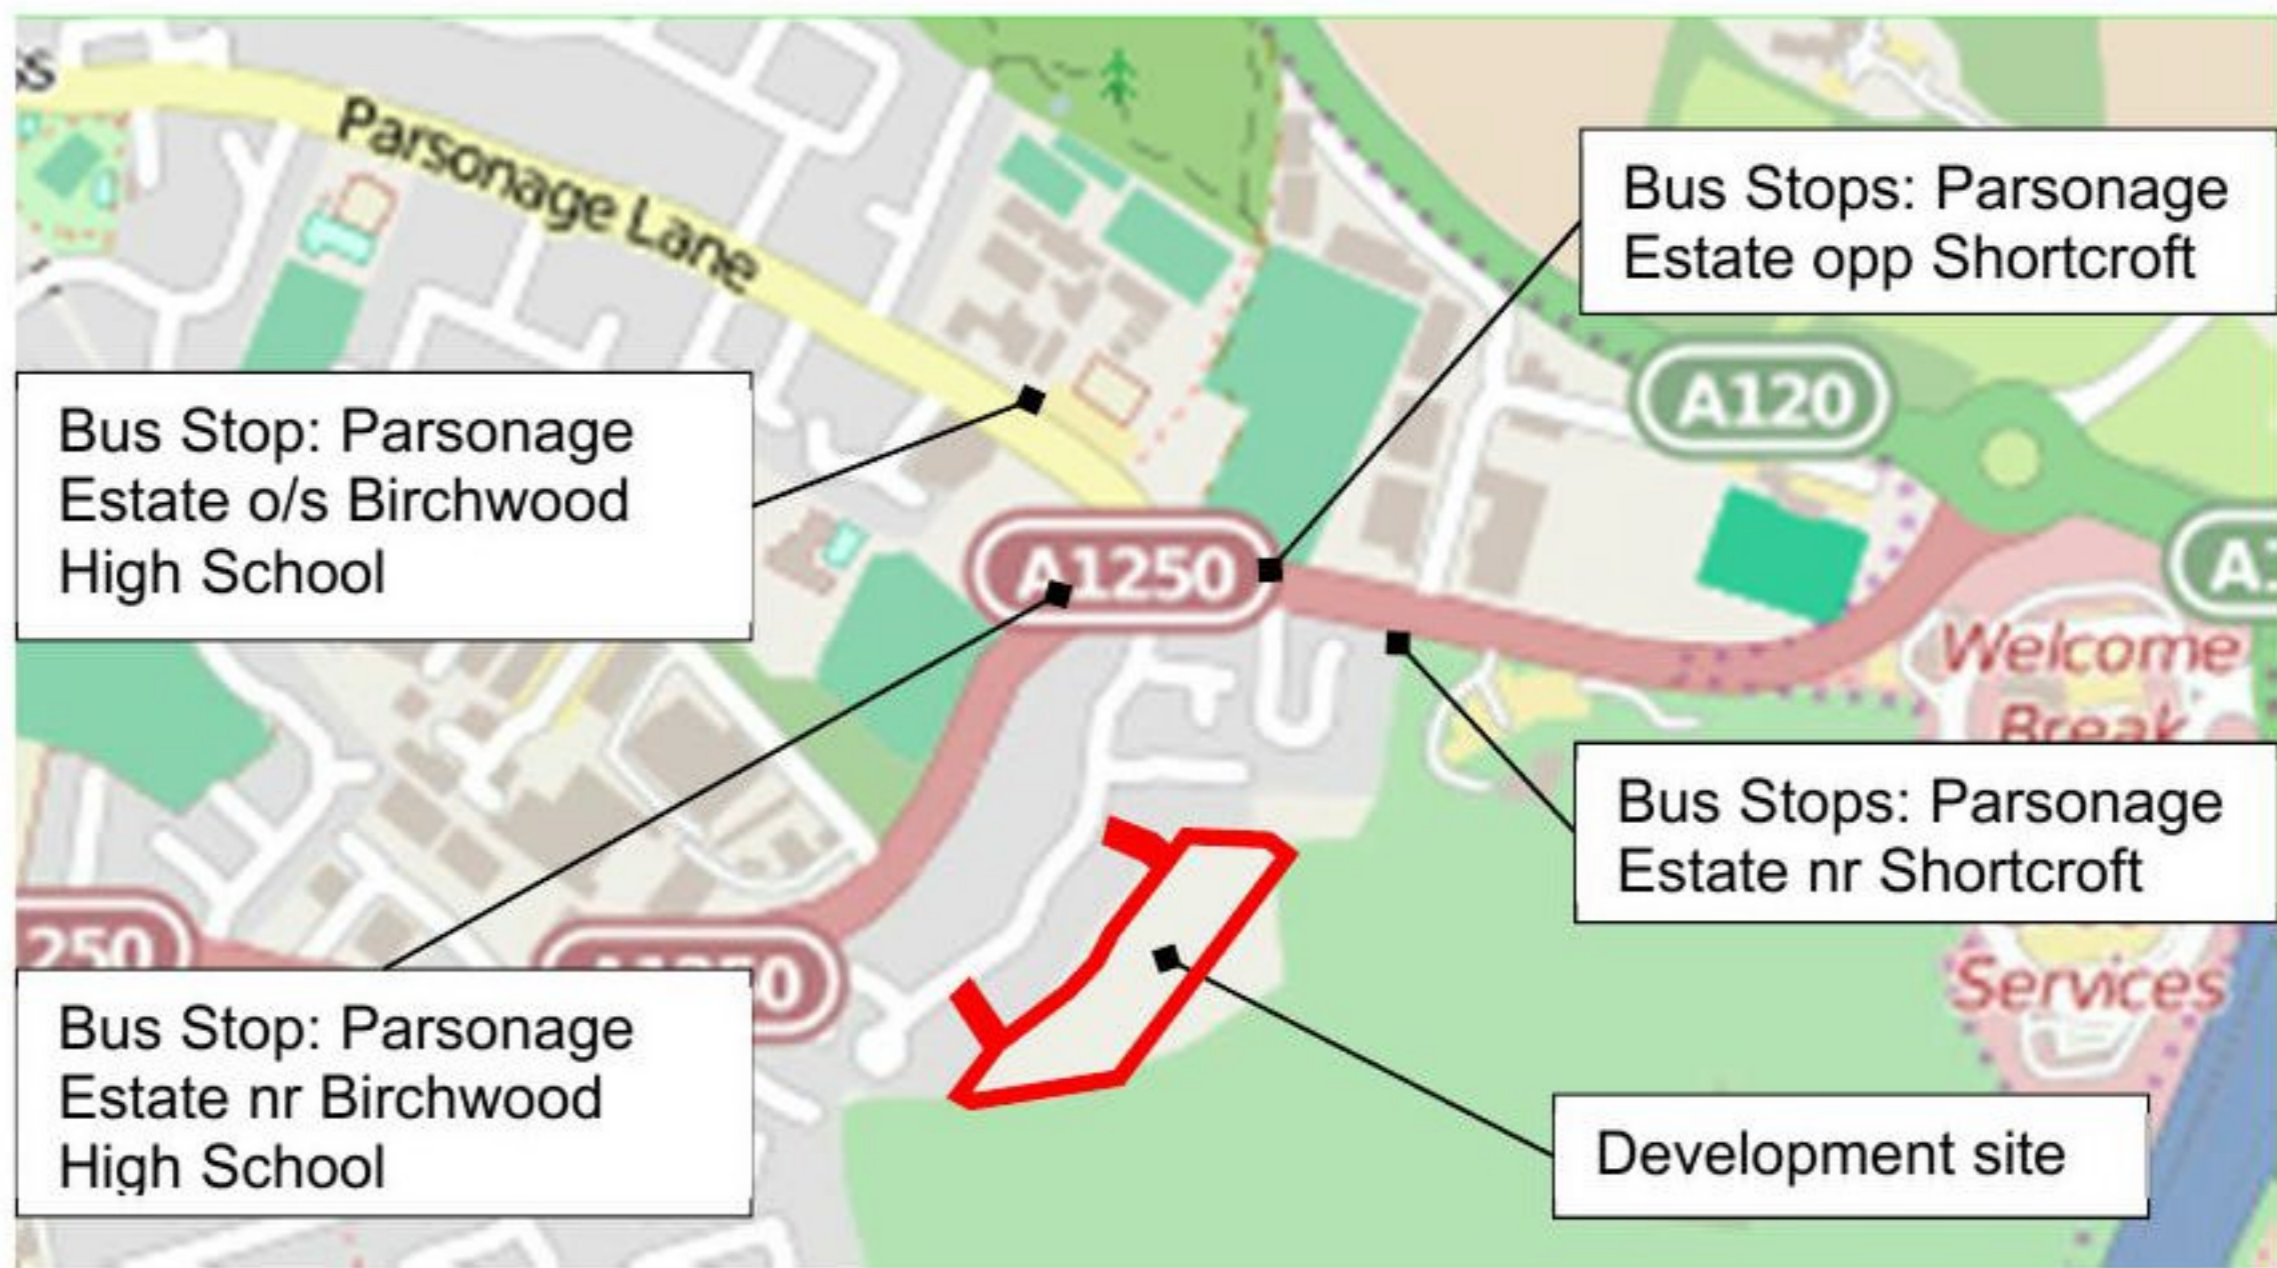 ss
Parsonage Lane
Bus Stops: Parsonage
Estate opp Shortcroft
A120
Bus Stop: Parsonage
Estate o/s Birchwood
High School
A1250
Welcome
Break
Bus Stops: Parsonage
Estate nr Shortcroft
250
Services
Bus Stop: Parsonage
Estate nr Birchwood
High School
Development site